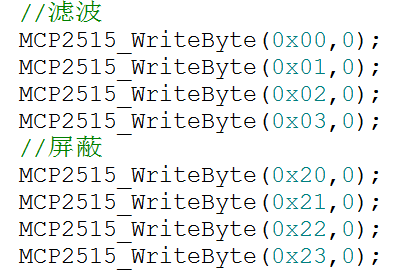 //滤波
MCP2515_WriteByte(0x00,0);
MCP2515_WriteByte(0x01,0);
MCP2515_WriteByte(0x02,0);
MCP2515_WriteByte(0x03,0);
//屏蔽
MCP2515_WriteByte(0x20,0);
MCP2515_WriteByte(0x21,0);
MCP2515_WriteByte(0x22,0);
MCP2515_WriteByte(0x23,0);